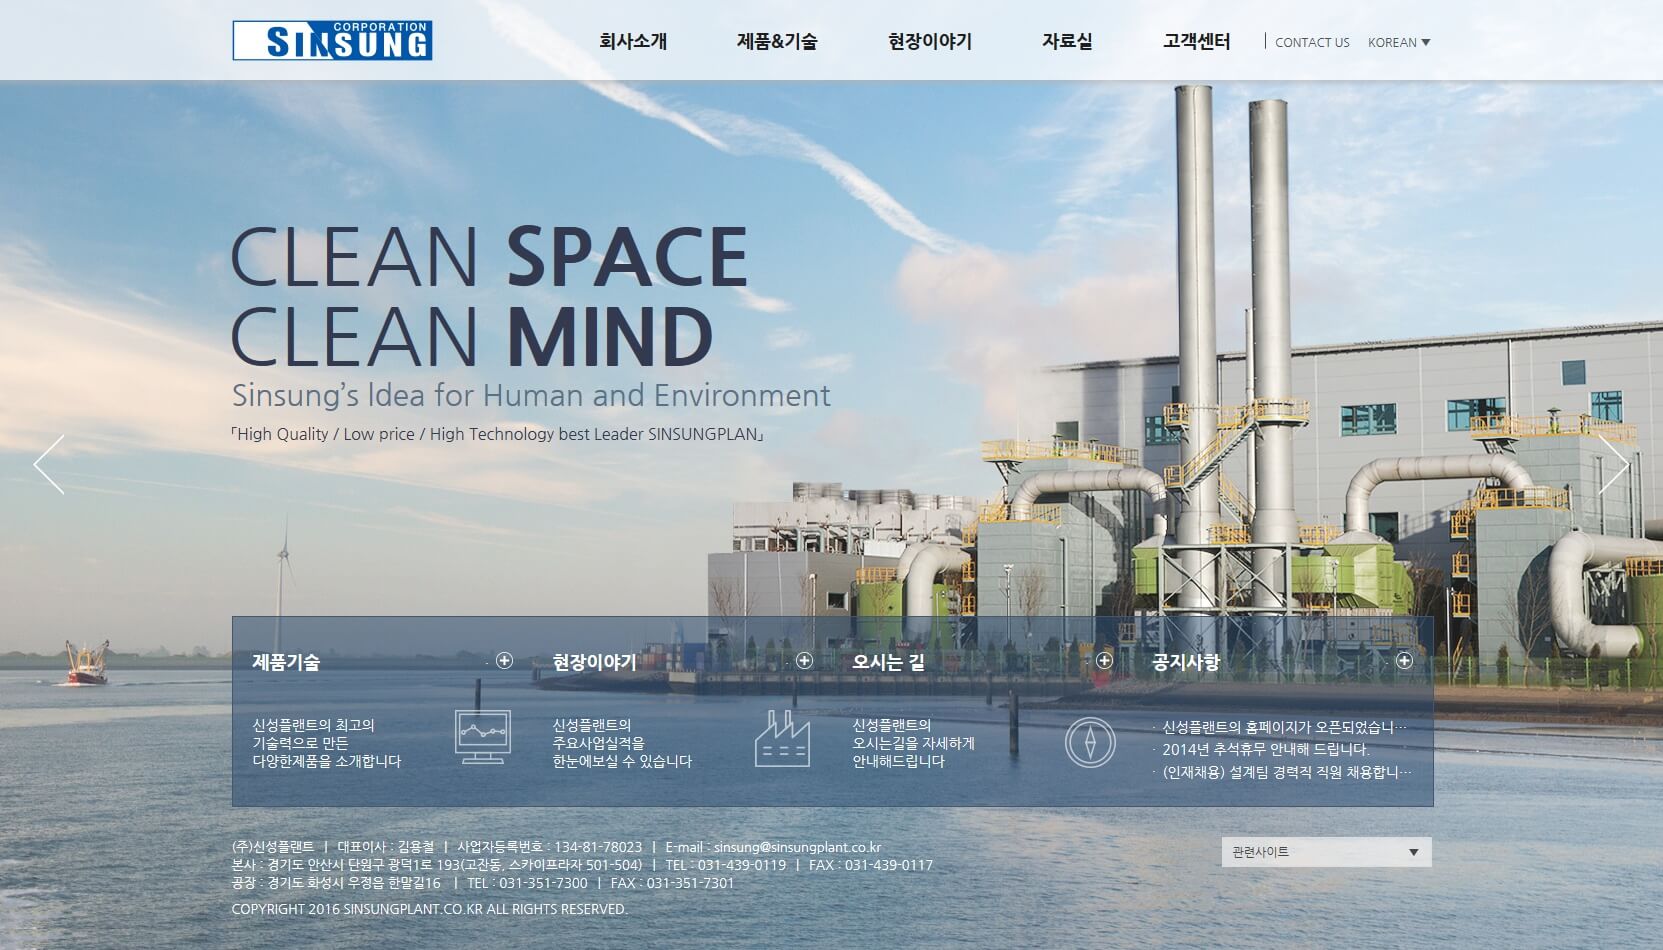 SINSUNG CORPORATION
회사소개
제품&기술
현장이야기
자료실
고객센터
CONTACT US
KOREAN
CLEAN SPACE
CLEAN MIND
Sinsung's Idea for Human and Environment
「High Quality / Low price / High Technology best Leader SINSUNGPLAN」
제품기술
신성플랜트의 최고의
기술력으로 만든
다양한제품을 소개합니다
현장이야기
신성플랜트의
주요사업실적을
한눈에보실 수 있습니다
오시는 길
신성플랜트의
오시는길을 자세하게
안내해드립니다
공지사항
· 신성플랜트의 홈페이지가 오픈되었습니…
· 2014년 추석휴무 안내해 드립니다.
· (인재채용) 설계팀 경력직 직원 채용합니…
(주)신성플랜트 | 대표이사 : 김용철 | 사업자등록번호 : 134-81-78023 | E-mail : sinsung@sinsungplant.co.kr
본사 : 경기도 안산시 단원구 광덕1로 193(고잔동, 스카이프라자 501-504) | TEL : 031-439-0119 | FAX : 031-439-0117
공장 : 경기도 화성시 우정읍 한말길16 | TEL : 031-351-7300 | FAX : 031-351-7301
COPYRIGHT 2016 SINSUNGPLANT.CO.KR ALL RIGHTS RESERVED.
관련사이트